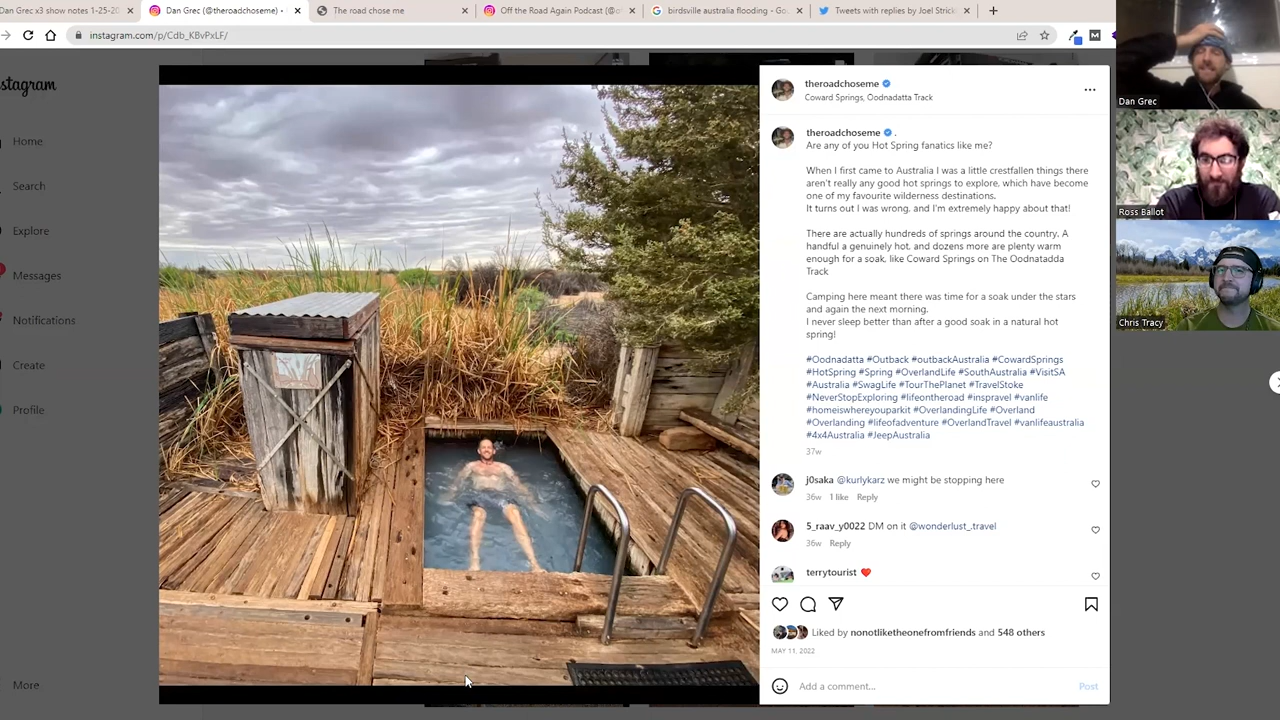 Dan Grec x3 show notes 1-25-20
Dan Grec (@theroadchoseme) ·
The road chose me
Off the Road Again Podcast (@o
birdsville australia flooding - Go
Tweets with replies by Joel Strick
instagram.com/p/Cdb_KBvPxLF/
stagram
Home
Search
Explore
Messages
Notifications
Create
Profile
More
theroadchoseme
Coward Springs, Oodnadatta Track
theroadchoseme .
Are any of you Hot Spring fanatics like me?
When I first came to Australia I was a little crestfallen things there
aren't really any good hot springs to explore, which have become
one of my favourite wilderness destinations.
It turns out I was wrong, and I'm extremely happy about that!
There are actually hundreds of springs around the country. A
handful a genuinely hot, and dozens more are plenty warm
enough for a soak, like Coward Springs on The Oodnatadda
Track
Camping here meant there was time for a soak under the stars
and again the next morning.
I never sleep better than after a good soak in a natural hot
spring!
#Oodnadatta #Outback #outbackAustralia #CowardSprings
#HotSpring #Spring #OverlandLife #SouthAustralia #VisitSA
#Australia #SwagLife #TourThePlanet #TravelStoke
#NeverStopExploring #lifeontheroad #inspravel #vanlife
#homeiswhereyouparkit #OverlandingLife #Overland
#Overlanding #lifeofadventure #OverlandTravel #vanlifeaustralia
#4x4Australia #JeepAustralia
37w
j0saka @kurlykarz we might be stopping here
36w 1 like Reply
5_raav_y0022 DM on it @wonderlust_.travel
36w Reply
terrytourist ❤️
Liked by nonotliketheonefromfriends and 548 others
MAY 11, 2022
Add a comment...
Post
Dan Grec
Ross Ballot
Chris Tracy